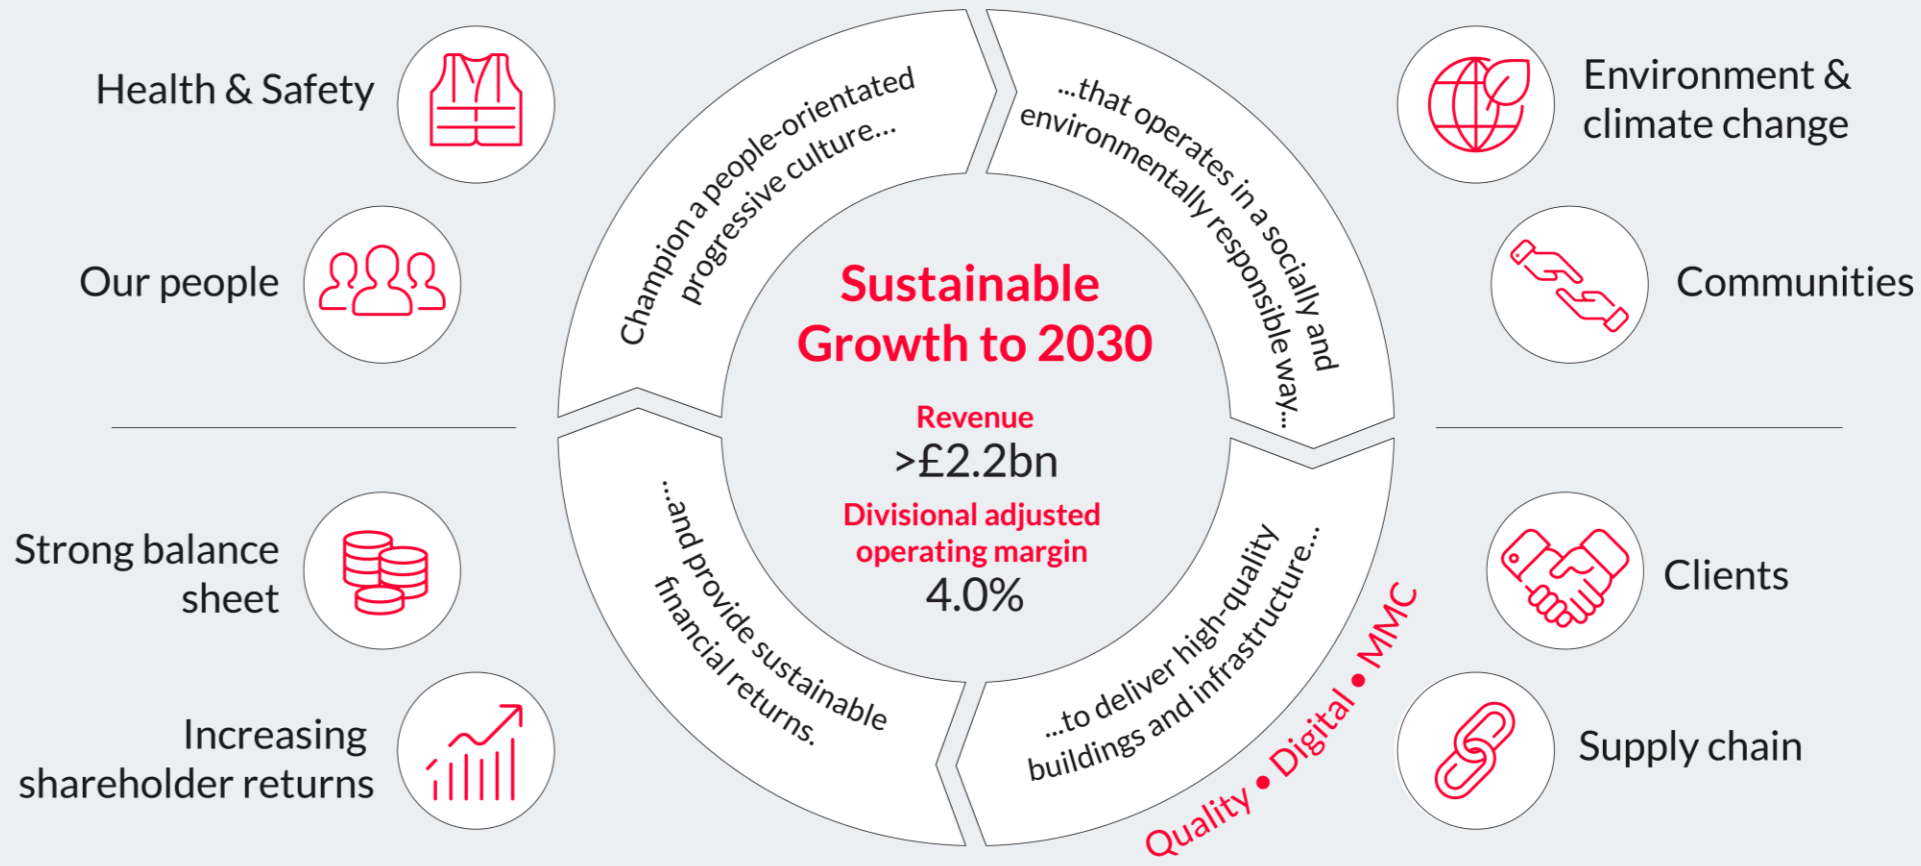 Health & Safety
Our people
Champion a people-orientated
progressive culture...
...that operates in a socially and
environmentally responsible way...
Environment &
climate change
Communities
Sustainable
Growth to 2030
Revenue
>£2.2bn
Divisional adjusted
operating margin
4.0%
Strong balance
sheet
Increasing
shareholder returns
...and provide sustainable
financial returns.
...to deliver high-quality
buildings and infrastructure...
Quality • Digital • MMC
Clients
Supply chain